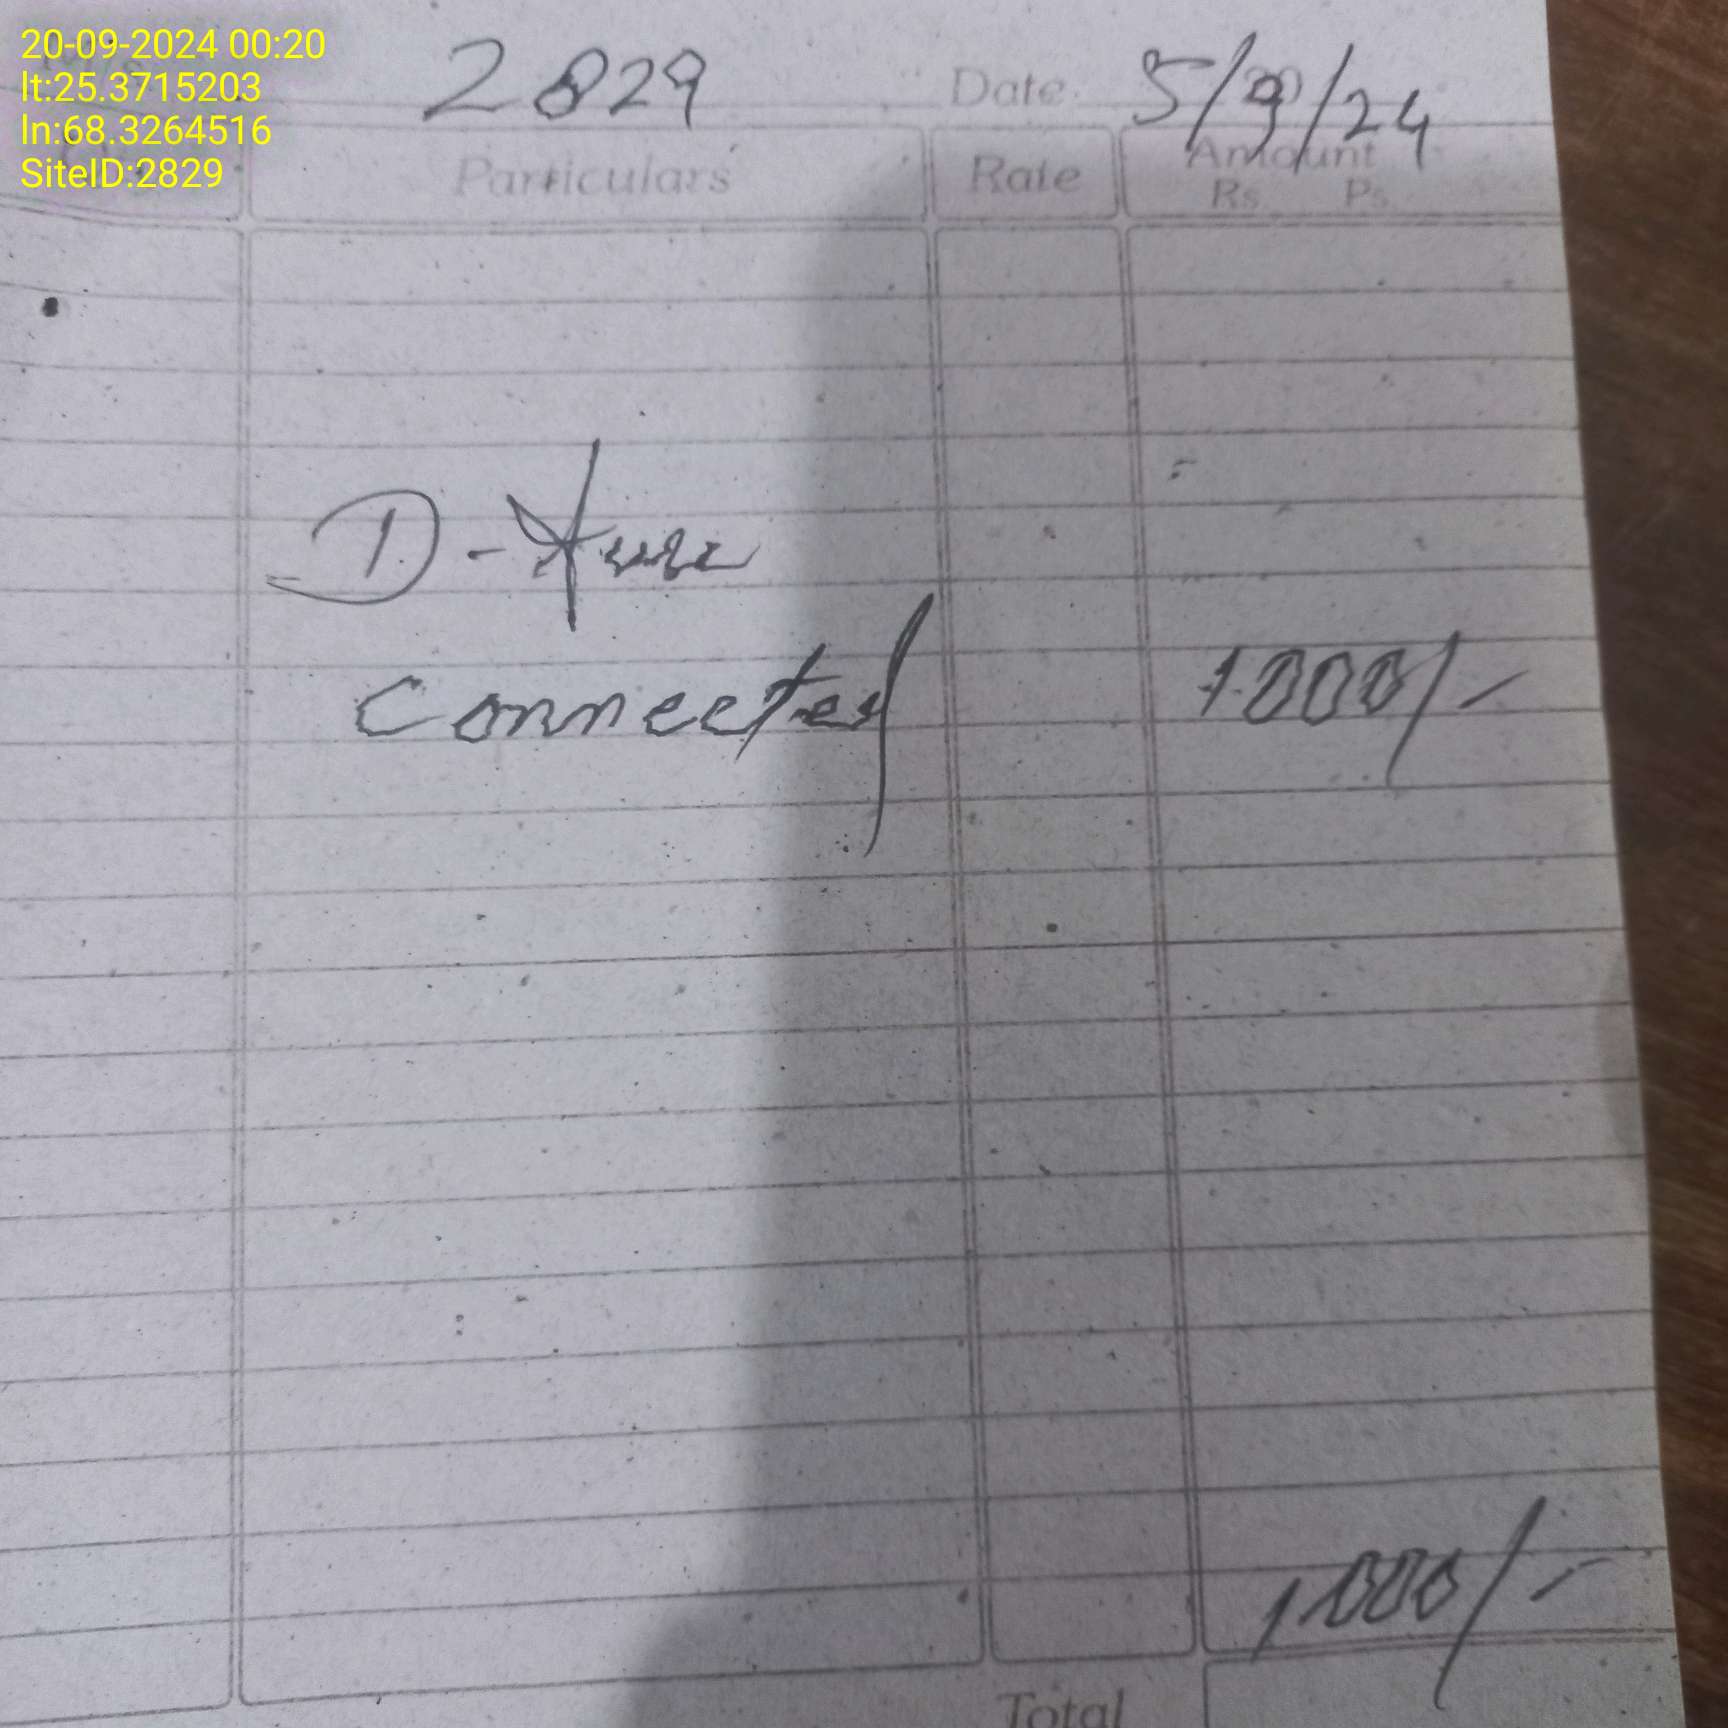 20-09-2024 00:20
lt:25.3715203
ln:68.3264516
SiteID:2829
2829 Date. 5/9/24
Particulars Rate Amount
Rs. Ps.
D-
connected 1000/-
1000/-
Total